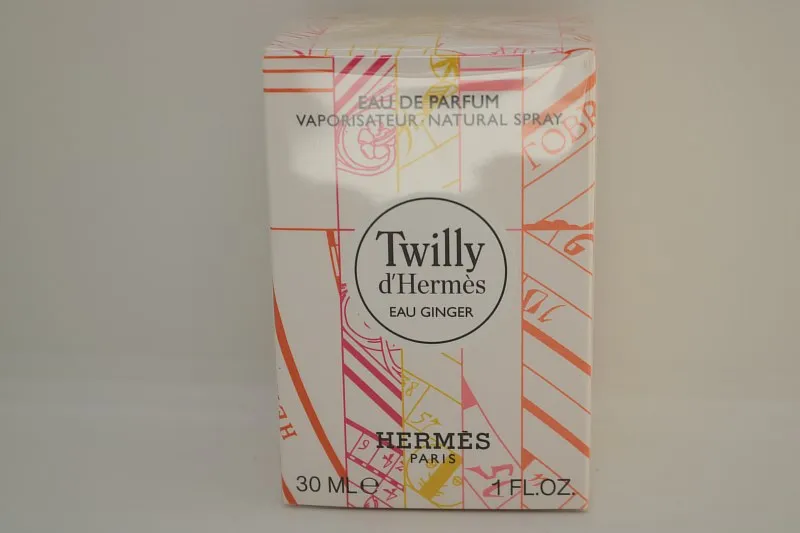 EAU DE PARFUM
VAPORISATEUR · NATURAL SPRAY
Twilly
d'Hermès
EAU GINGER
HERMÈS
PARIS
30 ML℮ 1 FL.OZ.